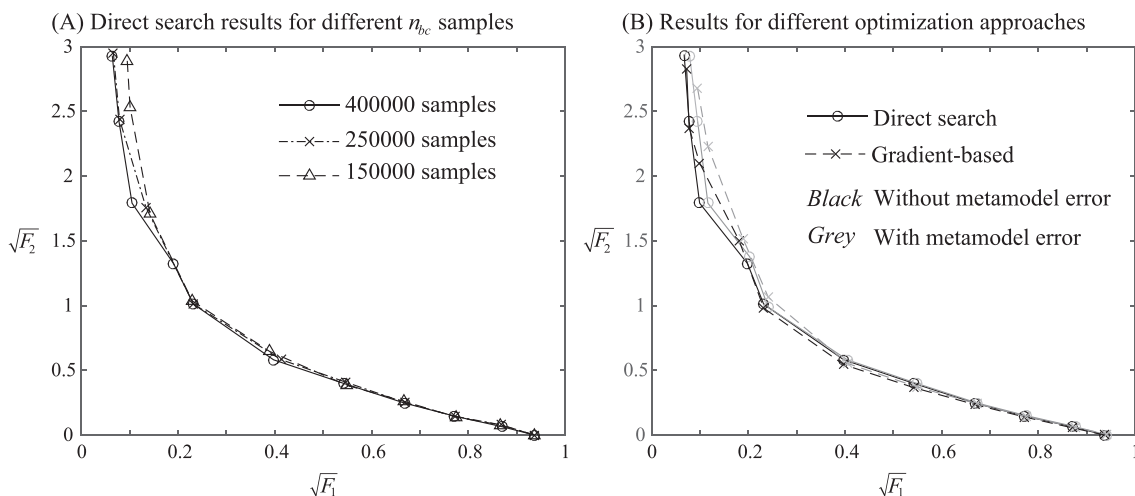 (A) Direct search results for different n_bc samples
3
2.5
2
1.5
1
0.5
0
√F₂
0
0.2
0.4
0.6
0.8
1
√F₁
400000 samples
250000 samples
150000 samples
(B) Results for different optimization approaches
3
2.5
2
1.5
1
0.5
0
√F₂
0
0.2
0.4
0.6
0.8
1
√F₁
Direct search
Gradient-based
Black Without metamodel error
Grey With metamodel error